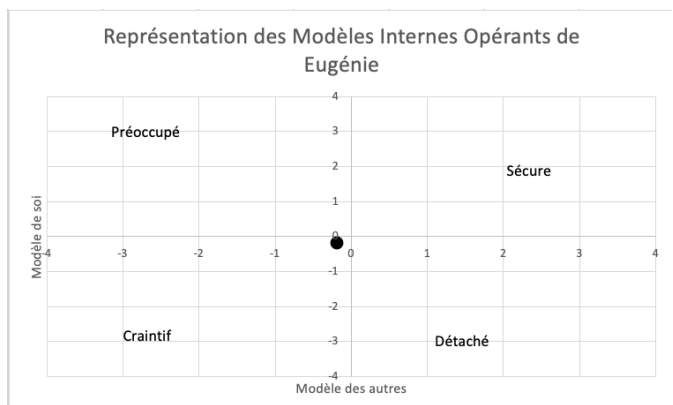 Représentation des Modèles Internes Opérants de
Eugénie
4
Préoccupé
3
2
Sécure
1
0
-4 -3 -2 -1 0 1 2 3 4
-1
-2
Craintif
-3
Détaché
-4
Modèle de soi
Modèle des autres